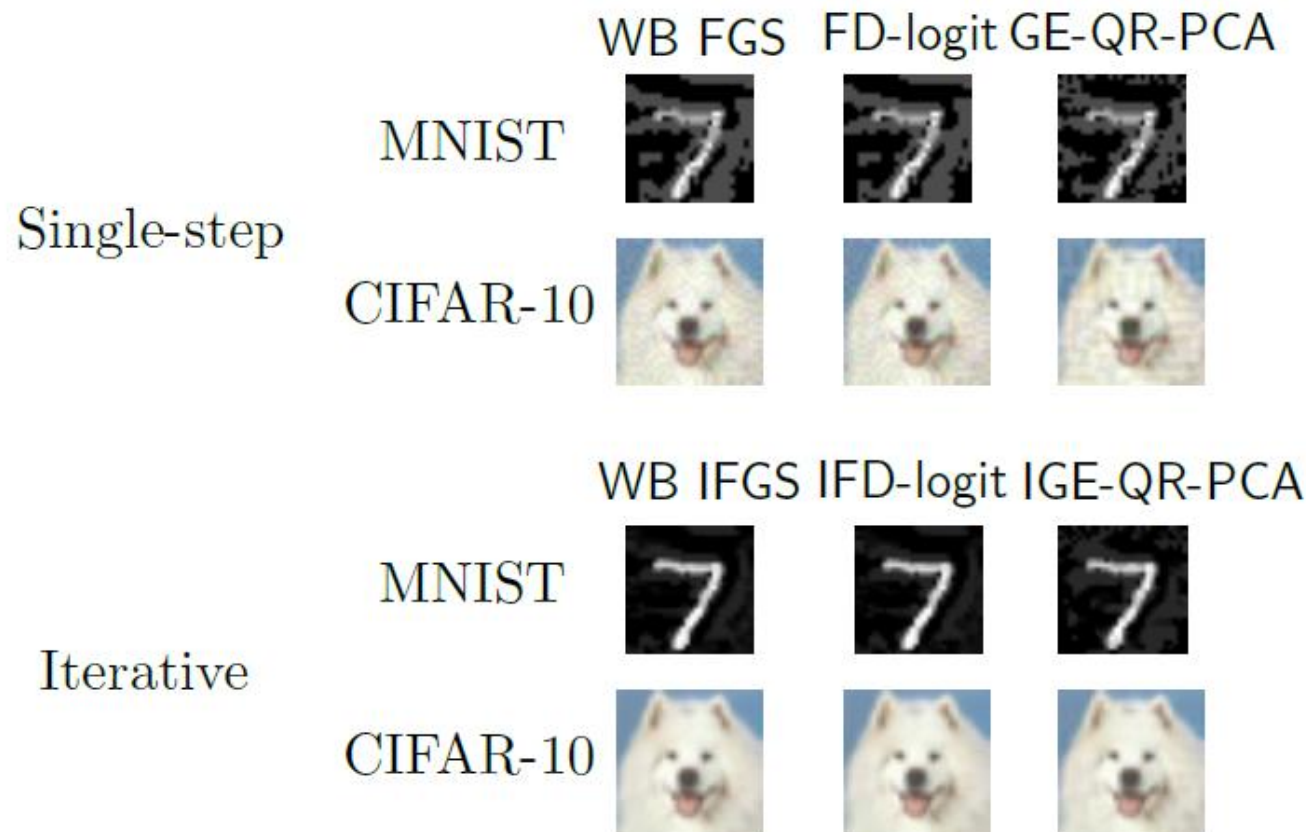 WB FGS FD-logit GE-QR-PCA
MNIST
Single-step
CIFAR-10
WB IFGS IFD-logit IGE-QR-PCA
MNIST
Iterative
CIFAR-10